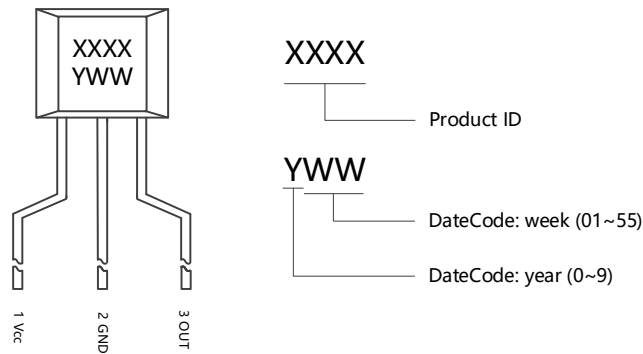 XXXX
YWW
1 Vcc
2 GND
3 OUT
XXXX
Product ID
YWW
DateCode: week (01~55)
DateCode: year (0~9)